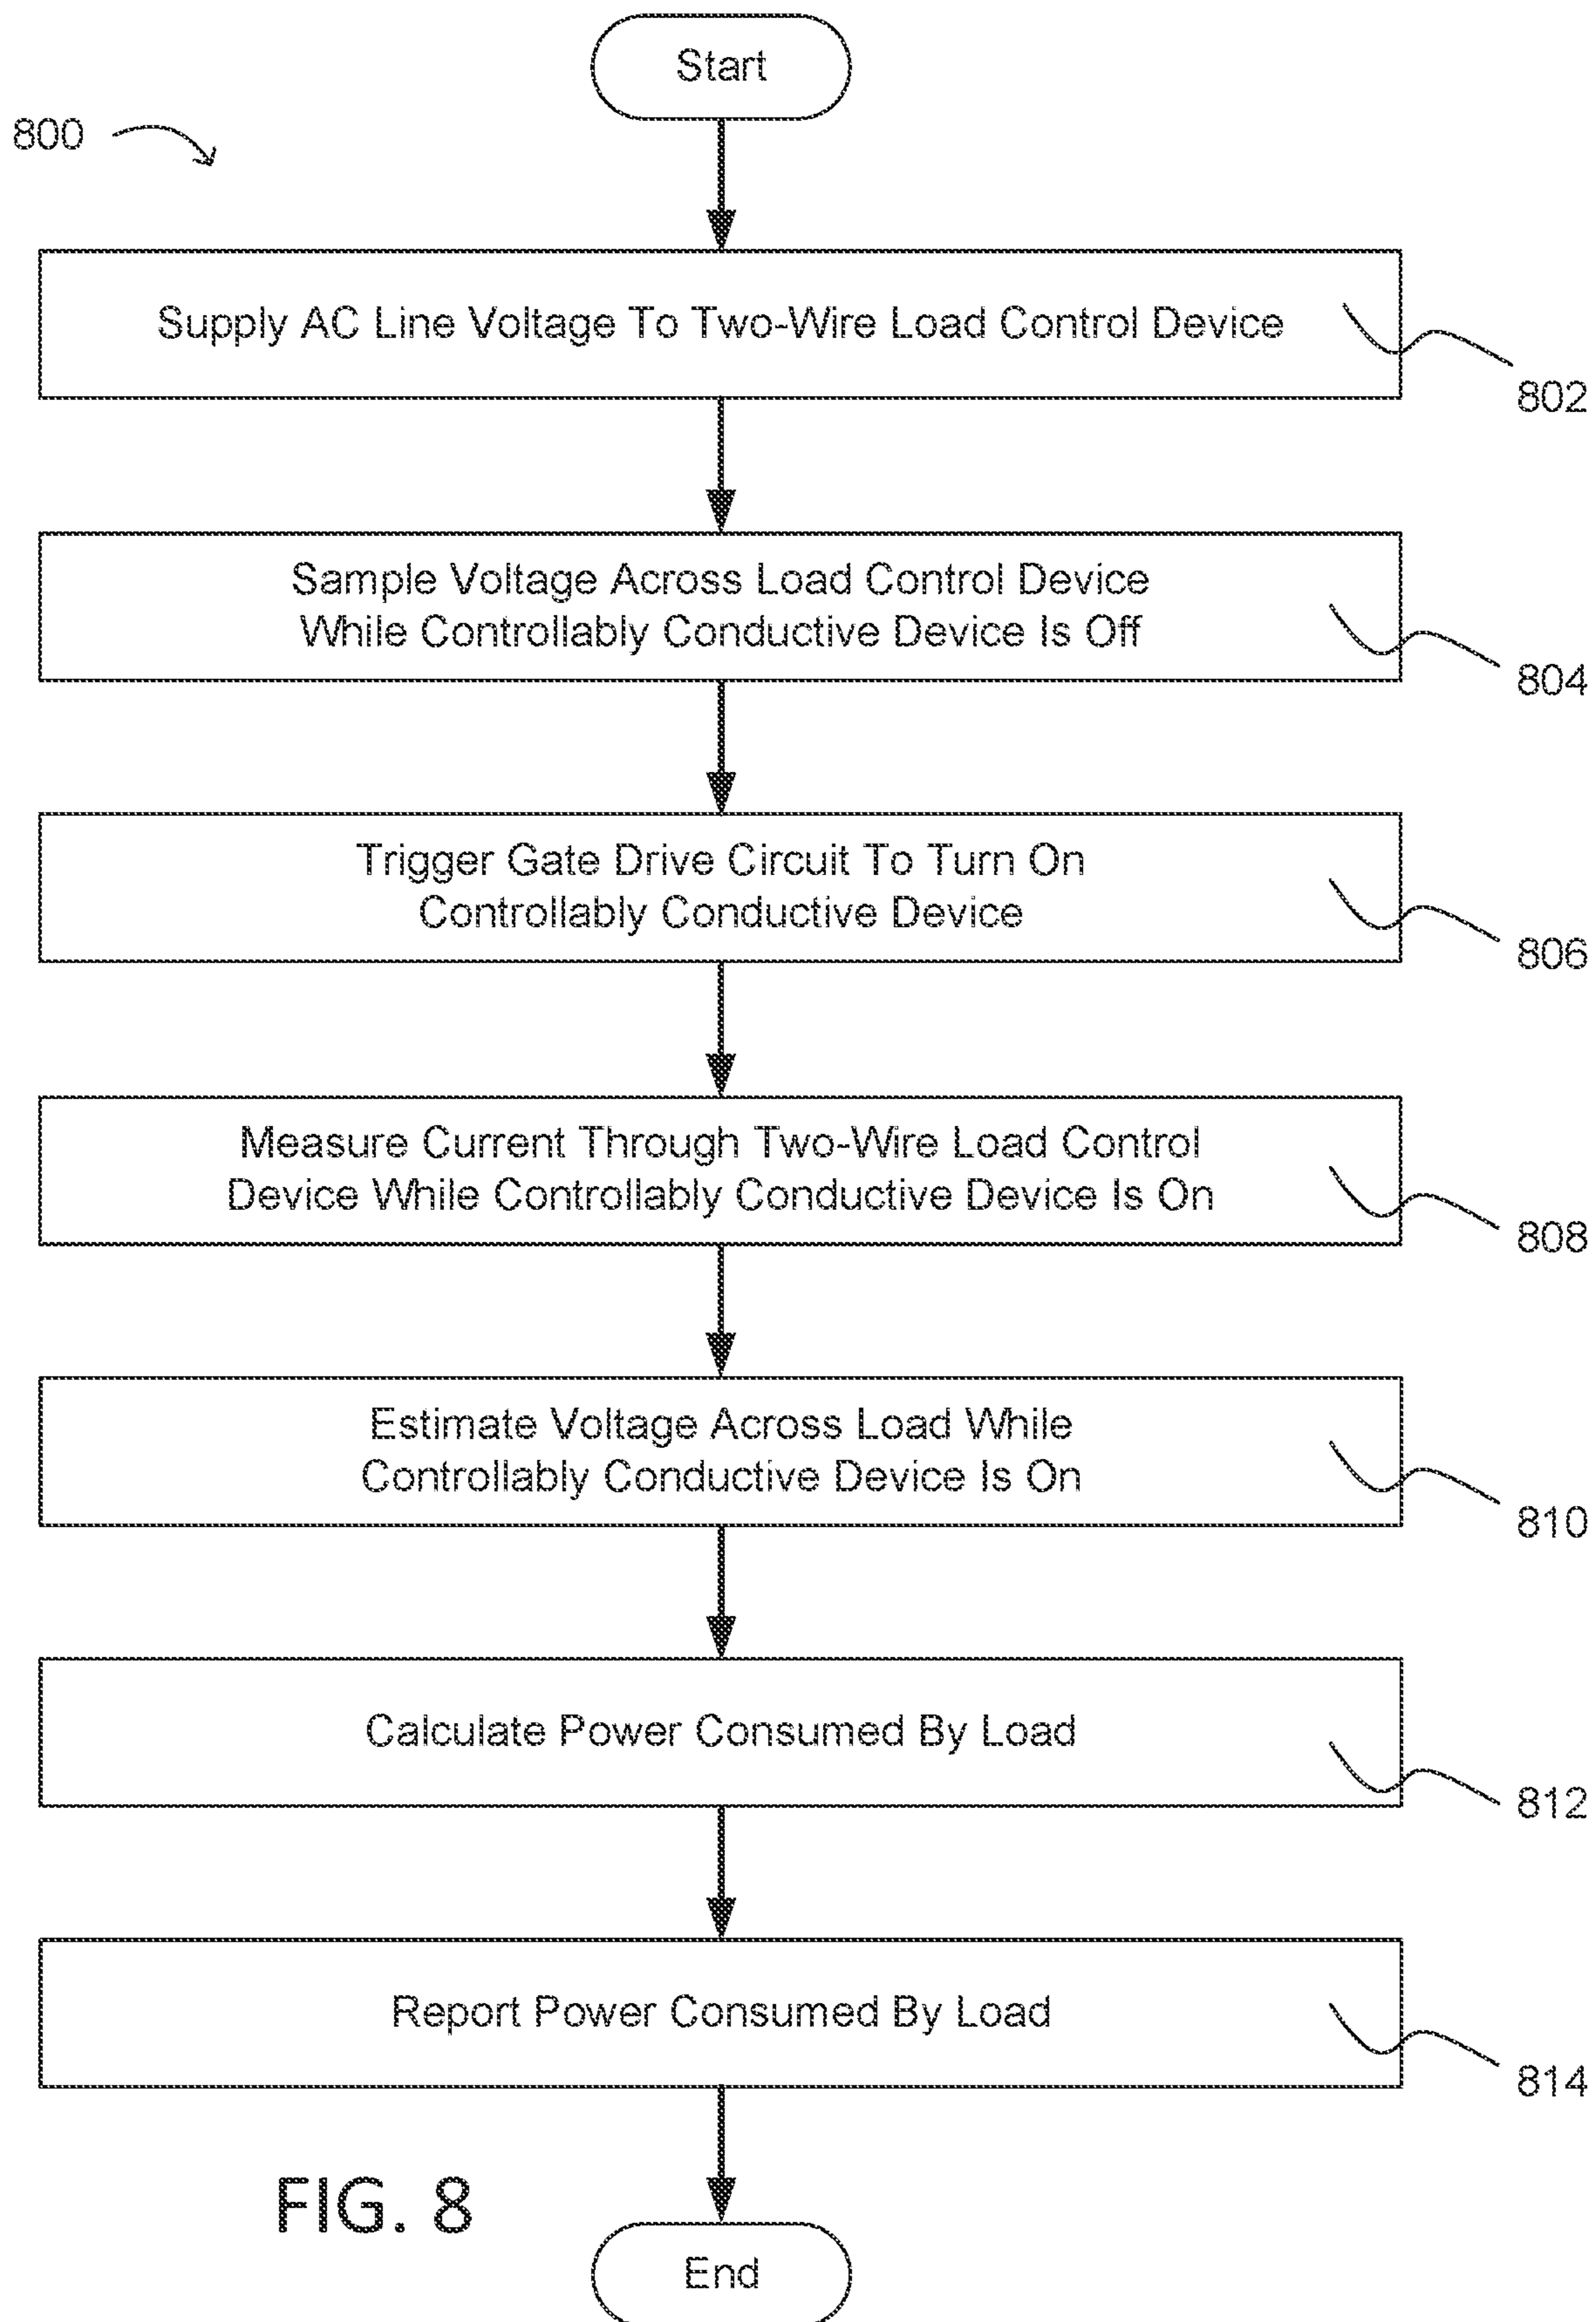 Start
800
Supply AC Line Voltage To Two-Wire Load Control Device
802
Sample Voltage Across Load Control Device
While Controllably Conductive Device Is Off
804
Trigger Gate Drive Circuit To Turn On
Controllably Conductive Device
806
Measure Current Through Two-Wire Load Control
Device While Controllably Conductive Device Is On
808
Estimate Voltage Across Load While
Controllably Conductive Device Is On
810
Calculate Power Consumed By Load
812
Report Power Consumed By Load
814
FIG. 8
End